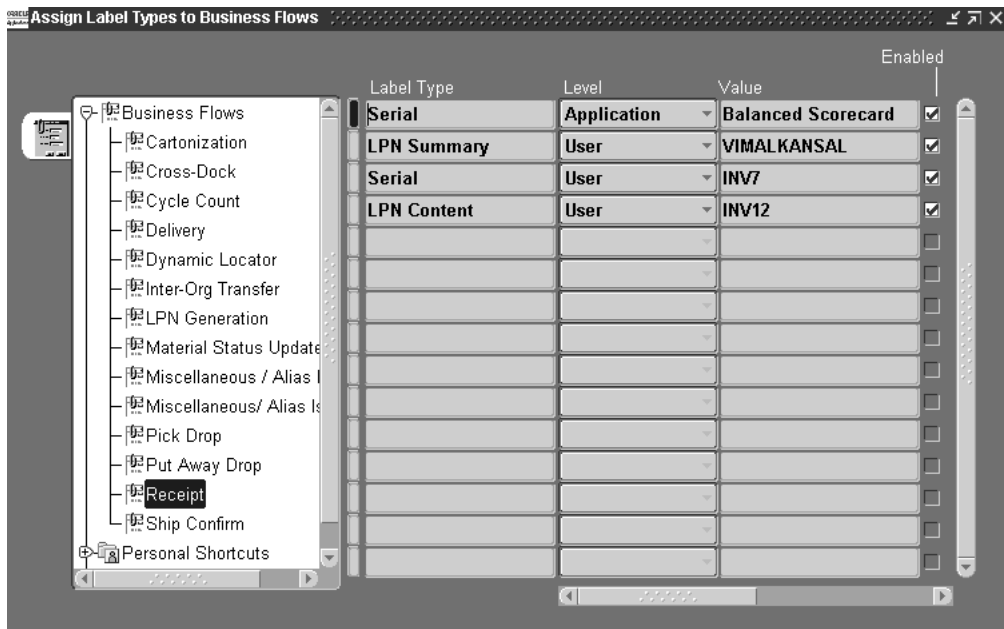 Assign Label Types to Business Flows
Enabled
Label Type Level Value
Business Flows
Cartonization
Cross-Dock
Cycle Count
Delivery
Dynamic Locator
Inter-Org Transfer
LPN Generation
Material Status Update
Miscellaneous / Alias
Miscellaneous/ Alias Is
Pick Drop
Put Away Drop
Receipt
Ship Confirm
Personal Shortcuts
Serial Application Balanced Scorecard
LPN Summary User VIMALKANSAL
Serial User INV7
LPN Content User INV12